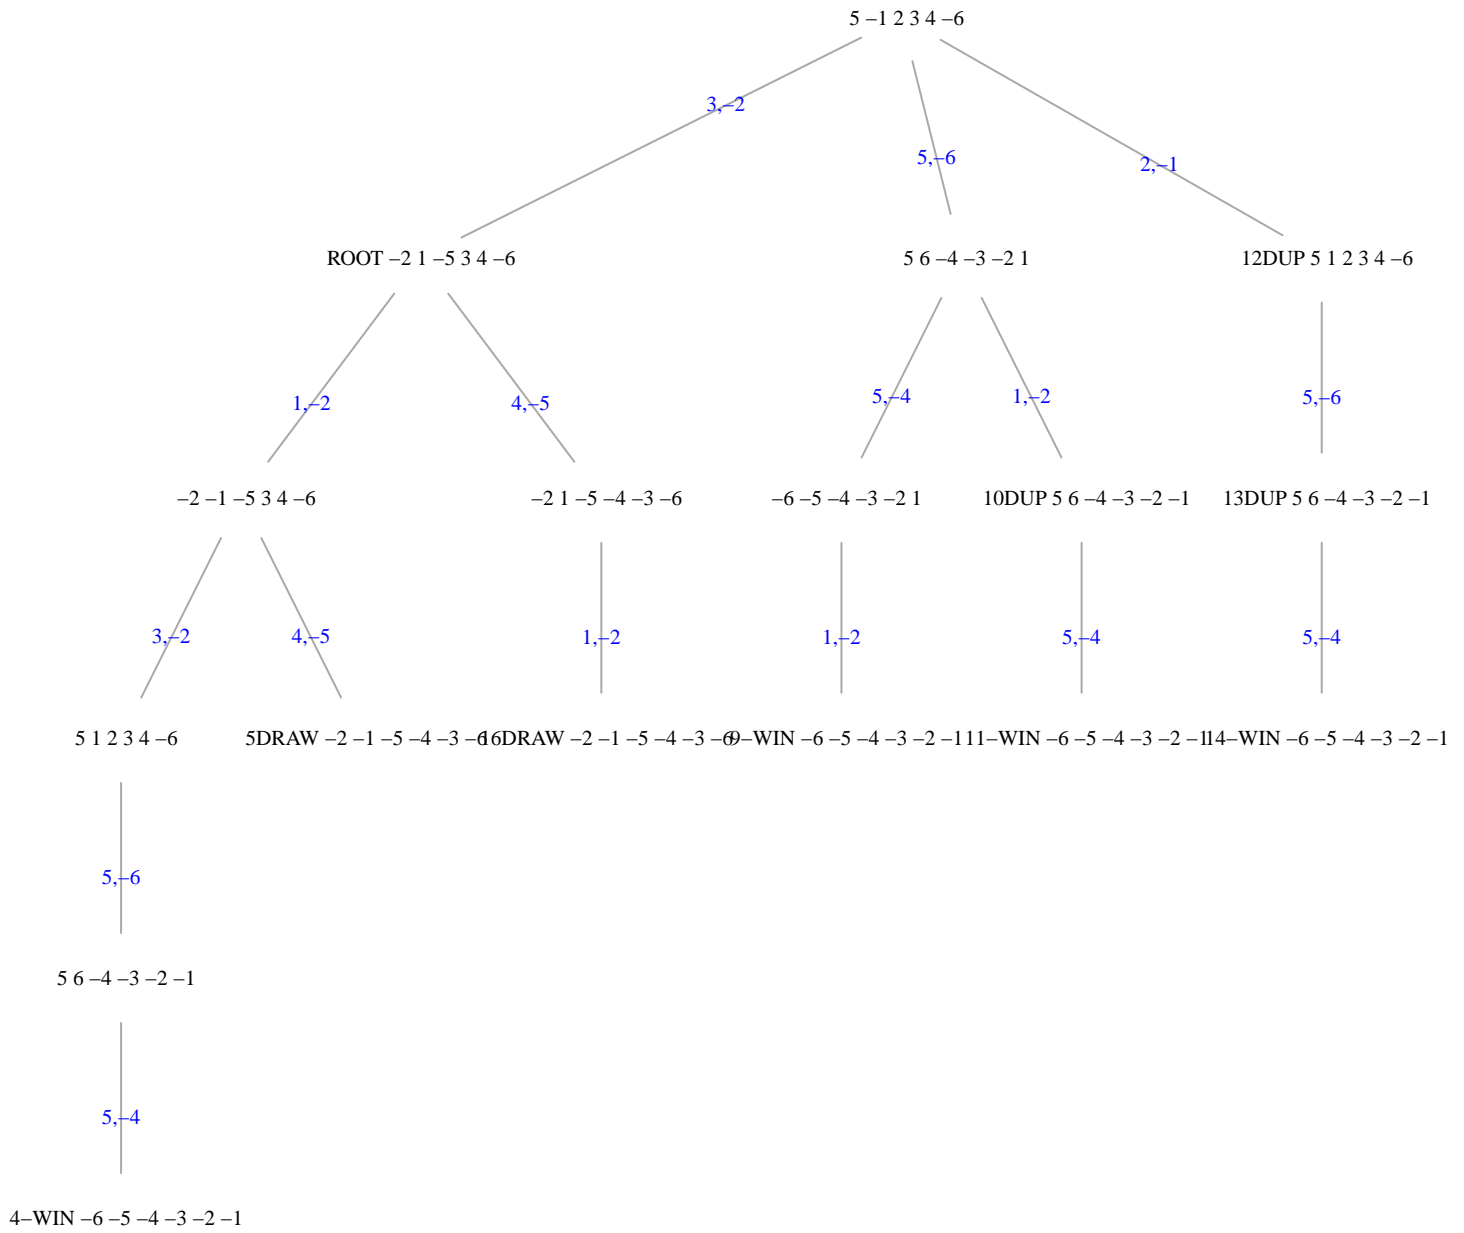 5 –1 2 3 4 –6
3,–2
5,–6
2,–1
ROOT –2 1 –5 3 4 –6
5 6 –4 –3 –2 1
12DUP 5 1 2 3 4 –6
1,–2
4,–5
5,–4
1,–2
5,–6
–2 –1 –5 3 4 –6
–2 1 –5 –4 –3 –6
–6 –5 –4 –3 –2 1
10DUP 5 6 –4 –3 –2 –1
13DUP 5 6 –4 –3 –2 –1
3,–2
4,–5
1,–2
1,–2
5,–4
5,–4
5 1 2 3 4 –6
5DRAW –2 –1 –5 –4 –3 –6
16DRAW –2 –1 –5 –4 –3 –6
9–WIN –6 –5 –4 –3 –2 –1
11–WIN –6 –5 –4 –3 –2 –1
14–WIN –6 –5 –4 –3 –2 –1
5,–6
5 6 –4 –3 –2 –1
5,–4
4–WIN –6 –5 –4 –3 –2 –1